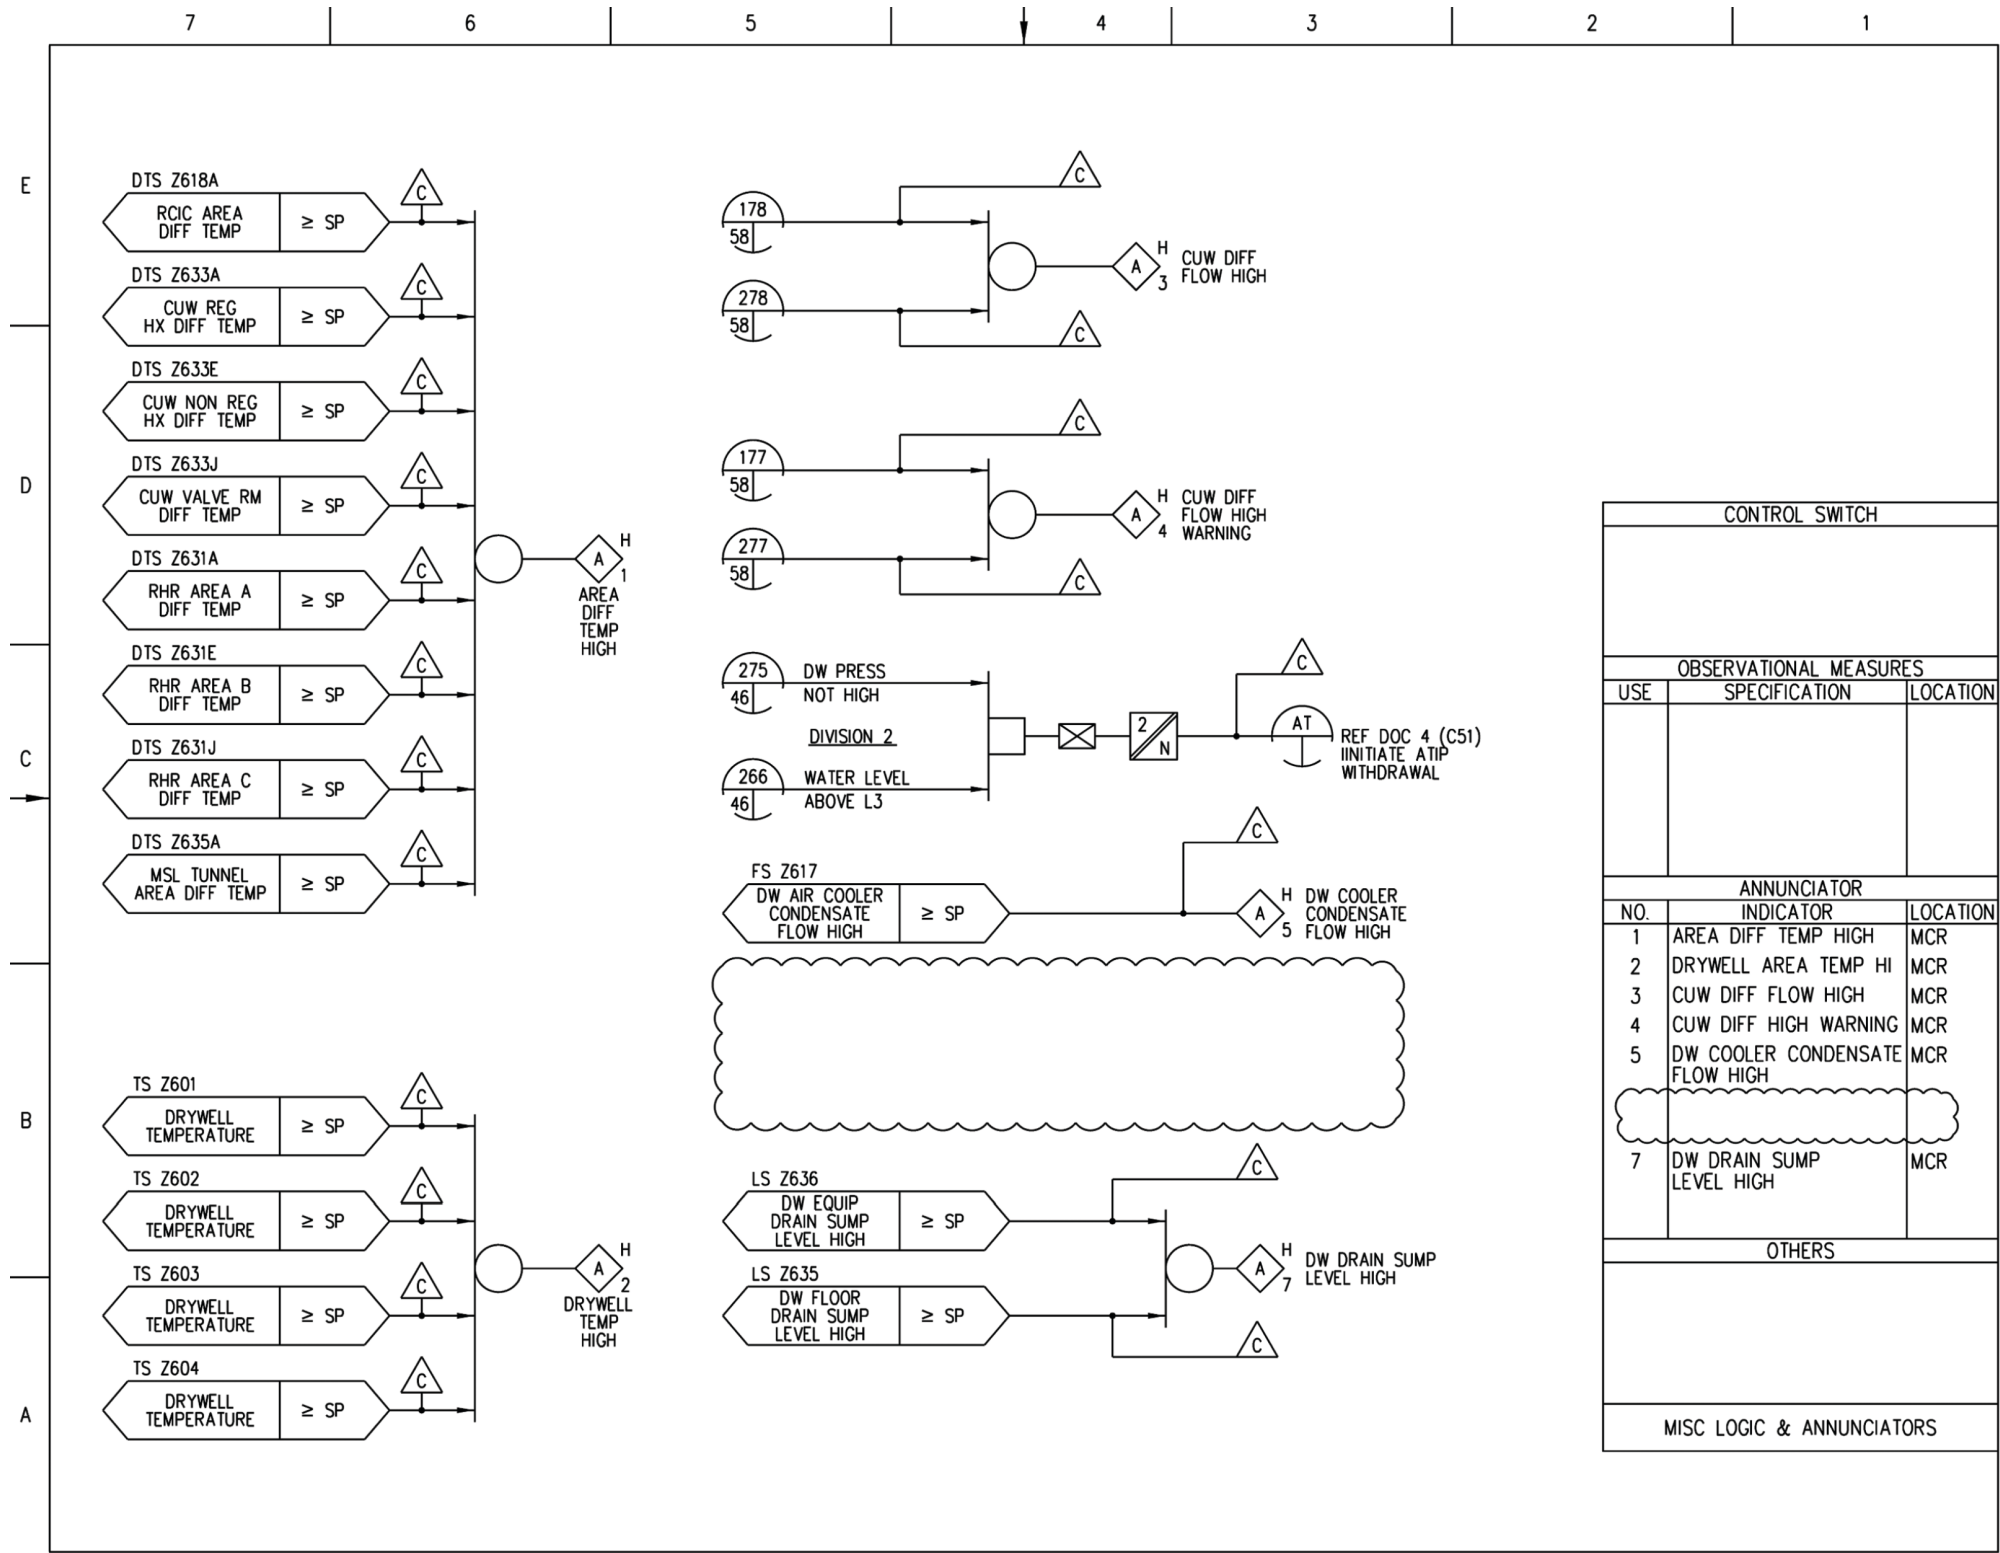 7 6 5 4 3 2 1
E
D
C
B
A
DTS Z618A
RCIC AREA
DIFF TEMP
≥ SP
C
DTS Z633A
CUW REG
HX DIFF TEMP
≥ SP
C
DTS Z633E
CUW NON REG
HX DIFF TEMP
≥ SP
C
DTS Z633J
CUW VALVE RM
DIFF TEMP
≥ SP
C
DTS Z631A
RHR AREA A
DIFF TEMP
≥ SP
C
DTS Z631E
RHR AREA B
DIFF TEMP
≥ SP
C
DTS Z631J
RHR AREA C
DIFF TEMP
≥ SP
C
DTS Z635A
MSL TUNNEL
AREA DIFF TEMP
≥ SP
C
A
H
1
AREA
DIFF
TEMP
HIGH
TS Z601
DRYWELL
TEMPERATURE
≥ SP
C
TS Z602
DRYWELL
TEMPERATURE
≥ SP
C
TS Z603
DRYWELL
TEMPERATURE
≥ SP
C
TS Z604
DRYWELL
TEMPERATURE
≥ SP
C
A
H
2
DRYWELL
TEMP
HIGH
178
58
C
278
58
C
A
H
3
CUW DIFF
FLOW HIGH
177
58
C
277
58
C
A
H
4
CUW DIFF
FLOW HIGH
WARNING
275
46
DW PRESS
NOT HIGH
DIVISION 2
266
46
WATER LEVEL
ABOVE L3
2
N
C
AT
REF DOC 4 (C51)
IINITIATE ATIP
WITHDRAWAL
FS Z617
DW AIR COOLER
CONDENSATE
FLOW HIGH
≥ SP
C
A
H
5
DW COOLER
CONDENSATE
FLOW HIGH
LS Z636
DW EQUIP
DRAIN SUMP
LEVEL HIGH
≥ SP
C
LS Z635
DW FLOOR
DRAIN SUMP
LEVEL HIGH
≥ SP
C
A
H
7
DW DRAIN SUMP
LEVEL HIGH
CONTROL SWITCH
OBSERVATIONAL MEASURES
USE SPECIFICATION LOCATION
ANNUNCIATOR
NO. INDICATOR LOCATION
1 AREA DIFF TEMP HIGH MCR
2 DRYWELL AREA TEMP HI MCR
3 CUW DIFF FLOW HIGH MCR
4 CUW DIFF HIGH WARNING MCR
5 DW COOLER CONDENSATE MCR
FLOW HIGH
7 DW DRAIN SUMP MCR
LEVEL HIGH
OTHERS
MISC LOGIC & ANNUNCIATORS